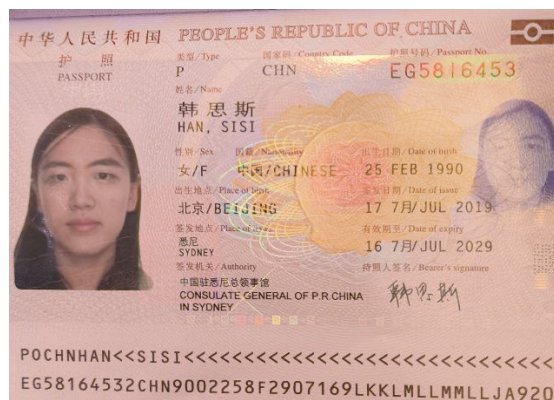 中华人民共和国 PEOPLE'S REPUBLIC OF CHINA
护 照
PASSPORT
类型/Type 国家码/Country Code 护照号码/Passport No.
P CHN EG5816453
姓名/Name
韩思斯
HAN, SISI
性别/Sex 国籍/Nationality 出生日期/Date of birth
女/F 中国/CHINESE 25 FEB 1990
出生地点/Place of birth 签发日期/Date of issue
北京/BEIJING 17 7月/JUL 2019
签发地点/Place of issue 有效期至/Date of expiry
悉尼 16 7月/JUL 2029
SYDNEY
签发机关/Authority 持照人签名/Bearer's signature
中国驻悉尼总领事馆 韩思斯
CONSULATE GENERAL OF P.R.CHINA
IN SYDNEY
POCHNHAN<<SISI<<<<<<<<<<<<<<<<<<<<<<<<<<<<<<
EG58164532CHN9002258F2907169LKKLMLLMMLLJA920